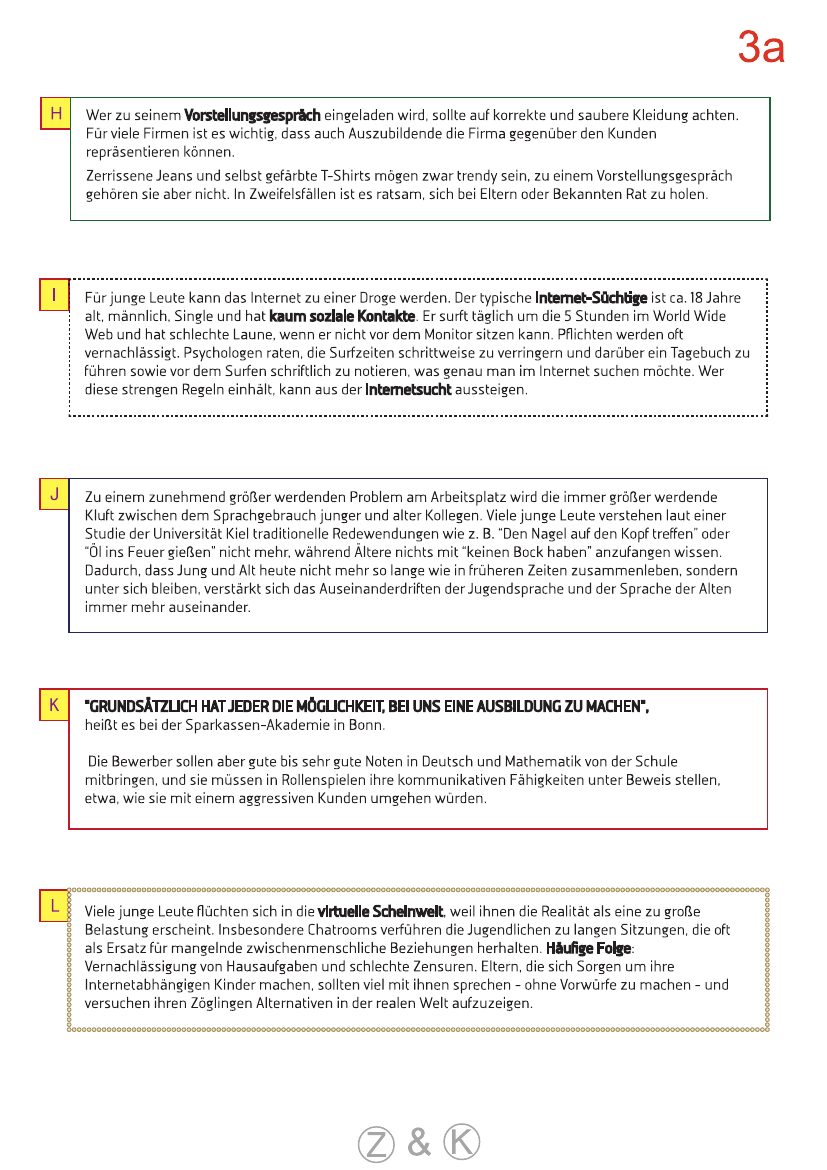 3a
H
Wer zu seinem Vorstellungsgespräch eingeladen wird, sollte auf korrekte und saubere Kleidung achten.
Für viele Firmen ist es wichtig, dass auch Auszubildende die Firma gegenüber den Kunden
repräsentieren können.
Zerrissene Jeans und selbst gefärbte T-Shirts mögen zwar trendy sein, zu einem Vorstellungsgespräch
gehören sie aber nicht. In Zweifelsfällen ist es ratsam, sich bei Eltern oder Bekannten Rat zu holen.
I
Für junge Leute kann das Internet zu einer Droge werden. Der typische Internet-Süchtige ist ca. 18 Jahre
alt, männlich, Single und hat kaum soziale Kontakte. Er surft täglich um die 5 Stunden im World Wide
Web und hat schlechte Laune, wenn er nicht vor dem Monitor sitzen kann. Pflichten werden oft
vernachlässigt. Psychologen raten, die Surfzeiten schrittweise zu verringern und darüber ein Tagebuch zu
führen sowie vor dem Surfen schriftlich zu notieren, was genau man im Internet suchen möchte. Wer
diese strengen Regeln einhält, kann aus der Internetsucht aussteigen.
J
Zu einem zunehmend größer werdenden Problem am Arbeitsplatz wird die immer größer werdende
Kluft zwischen dem Sprachgebrauch junger und alter Kollegen. Viele junge Leute verstehen laut einer
Studie der Universität Kiel traditionelle Redewendungen wie z. B. “Den Nagel auf den Kopf treffen” oder
“Öl ins Feuer gießen” nicht mehr, während Ältere nichts mit “keinen Bock haben” anzufangen wissen.
Dadurch, dass Jung und Alt heute nicht mehr so lange wie in früheren Zeiten zusammenleben, sondern
unter sich bleiben, verstärkt sich das Auseinanderdriften der Jugendsprache und der Sprache der Alten
immer mehr auseinander.
K
"GRUNDSÄTZLICH HAT JEDER DIE MÖGLICHKEIT, BEI UNS EINE AUSBILDUNG ZU MACHEN",
heißt es bei der Sparkassen-Akademie in Bonn.
Die Bewerber sollen aber gute bis sehr gute Noten in Deutsch und Mathematik von der Schule
mitbringen, und sie müssen in Rollenspielen ihre kommunikativen Fähigkeiten unter Beweis stellen,
etwa, wie sie mit einem aggressiven Kunden umgehen würden.
L
Viele junge Leute flüchten sich in die virtuelle Scheinwelt, weil ihnen die Realität als eine zu große
Belastung erscheint. Insbesondere Chatrooms verführen die Jugendlichen zu langen Sitzungen, die oft
als Ersatz für mangelnde zwischenmenschliche Beziehungen herhalten. Häufige Folge:
Vernachlässigung von Hausaufgaben und schlechte Zensuren. Eltern, die sich Sorgen um ihre
Internetabhängigen Kinder machen, sollten viel mit ihnen sprechen - ohne Vorwürfe zu machen - und
versuchen ihren Zöglingen Alternativen in der realen Welt aufzuzeigen.
Z & K